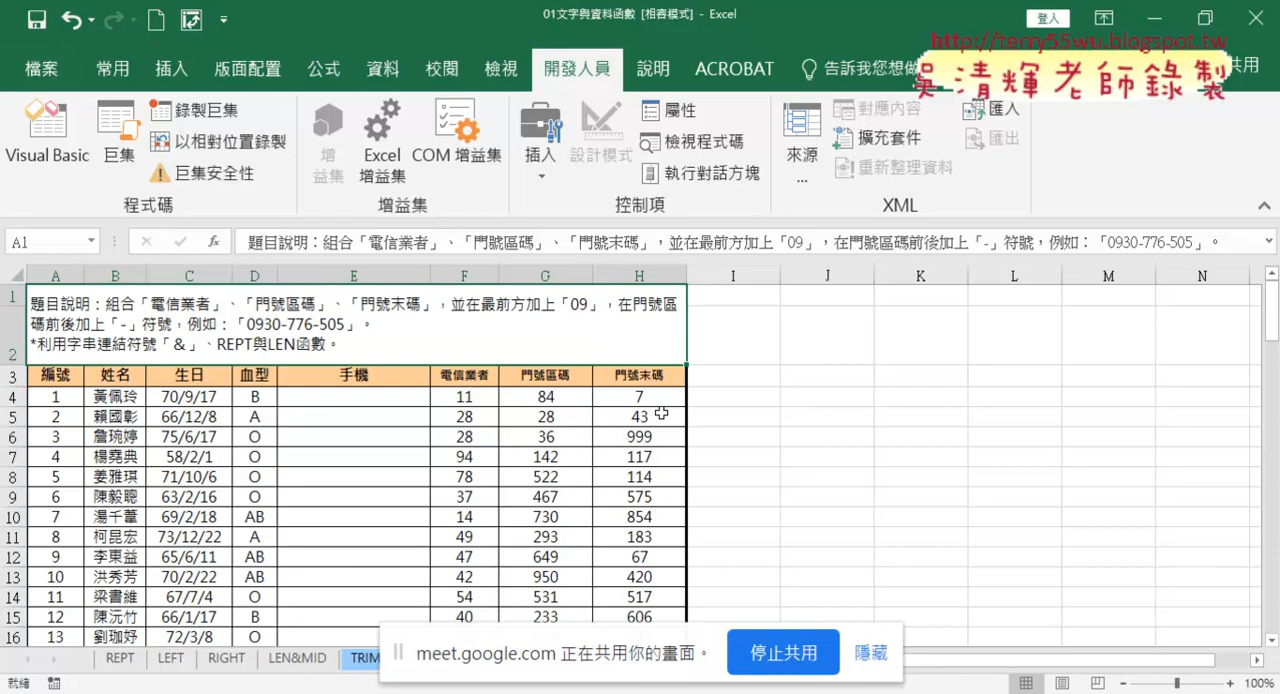 01文字與資料函數 [相容模式] - Excel
登入
http://terry55wu.blogspot.tw
吳清輝老師錄製
檔案 常用 插入 版面配置 公式 資料 校閱 檢視 開發人員 說明 ACROBAT 告訴我您想做 共用
Visual Basic
巨集
錄製巨集
以相對位置錄製
巨集安全性
程式碼
增益集
Excel 增益集
COM 增益集
增益集
插入
設計模式
屬性
檢視程式碼
執行對話方塊
控制項
來源...
對應內容
擴充套件
重新整理資料
匯入
匯出
XML
A1 fx 題目說明：組合「電信業者」、「門號區碼」、「門號末碼」，並在最前方加上「09」，在門號區碼前後加上「-」符號，例如：「0930-776-505」。
A B C D E F G H I J K L M N
1 題目說明：組合「電信業者」、「門號區碼」、「門號末碼」，並在最前方加上「09」，在門號區
碼前後加上「-」符號，例如：「0930-776-505」。
2 *利用字串連結符號「&」、REPT與LEN函數。
3 編號 姓名 生日 血型 手機 電信業者 門號區碼 門號末碼
4 1 黃佩玲 70/9/17 B 11 84 7
5 2 賴國彰 66/12/8 A 28 28 43
6 3 詹琬婷 75/6/17 O 28 36 999
7 4 楊堯典 58/2/1 O 94 142 117
8 5 姜雅琪 71/10/6 O 78 522 114
9 6 陳毅聰 63/2/16 O 37 467 575
10 7 湯千葦 69/2/18 AB 14 730 854
11 8 柯昆宏 73/12/22 A 49 293 183
12 9 李東益 65/6/11 AB 47 649 67
13 10 洪秀芳 70/2/22 AB 42 950 420
14 11 梁書維 67/7/4 O 54 531 517
15 12 陳沅竹 66/1/17 B 40 233 606
16 13 劉珈妤 72/3/8 O
REPT LEFT RIGHT LEN&MID TRIM
meet.google.com 正在共用你的畫面。 停止共用 隱藏
就緒 100%